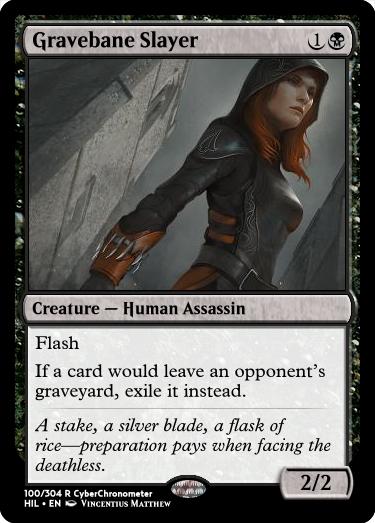 Gravebane Slayer 1
Creature — Human Assassin
Flash
If a card would leave an opponent's
graveyard, exile it instead.
A stake, a silver blade, a flask of
rice—preparation pays when facing the
deathless.
2/2
100/304 R CyberChronometer
HIL • EN Vincentius Matthew